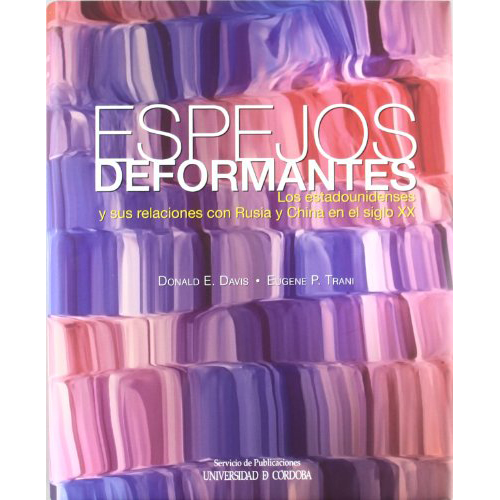 ESPEJOS
DEFORMANTES
Los estadounidenses
y sus relaciones con Rusia y China en el siglo XX
DONALD E. DAVIS • EUGENE P. TRANI
Servicio de Publicaciones
UNIVERSIDAD DE CORDOBA